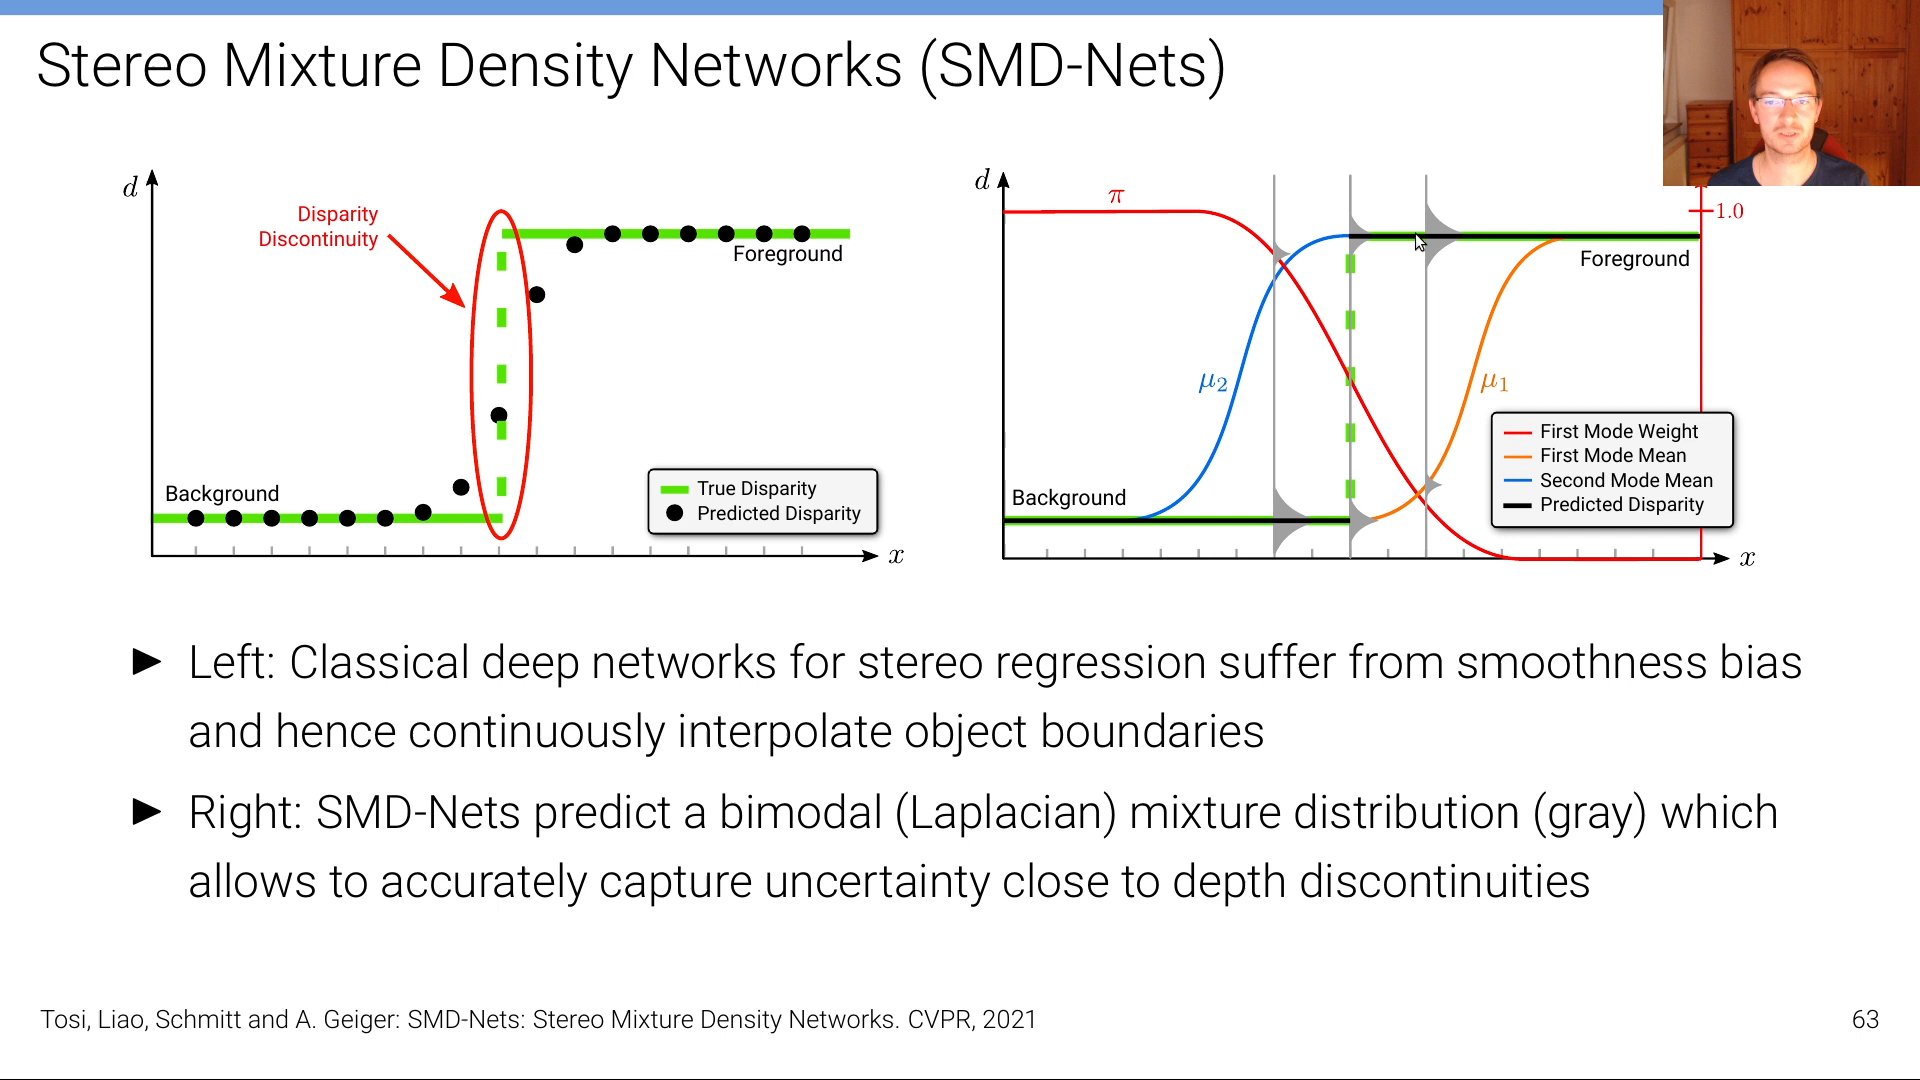 Stereo Mixture Density Networks (SMD-Nets)
d
Disparity
Discontinuity
Foreground
Background
True Disparity
Predicted Disparity
x
d
π
1.0
Foreground
μ2
μ1
First Mode Weight
First Mode Mean
Second Mode Mean
Predicted Disparity
Background
x
► Left: Classical deep networks for stereo regression suffer from smoothness bias
and hence continuously interpolate object boundaries
► Right: SMD-Nets predict a bimodal (Laplacian) mixture distribution (gray) which
allows to accurately capture uncertainty close to depth discontinuities
Tosi, Liao, Schmitt and A. Geiger: SMD-Nets: Stereo Mixture Density Networks. CVPR, 2021
63